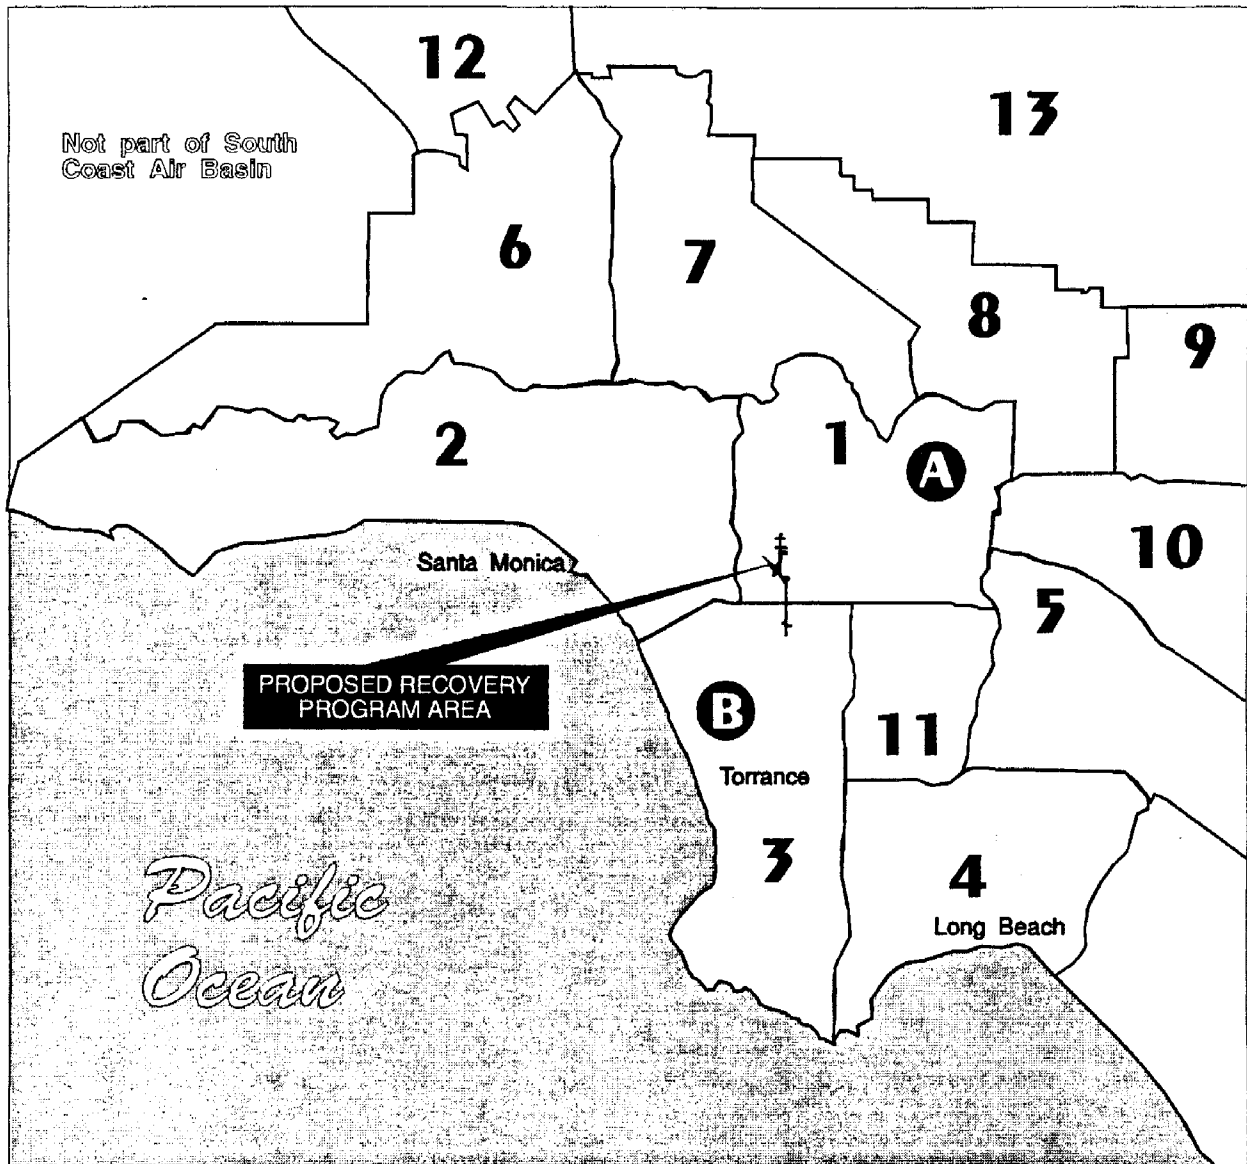 12
13
Not part of South
Coast Air Basin
6
7
8
9
2
1
A
10
Santa Monica
5
PROPOSED RECOVERY
PROGRAM AREA
B
11
Torrance
3
4
Pacific
Ocean
Long Beach